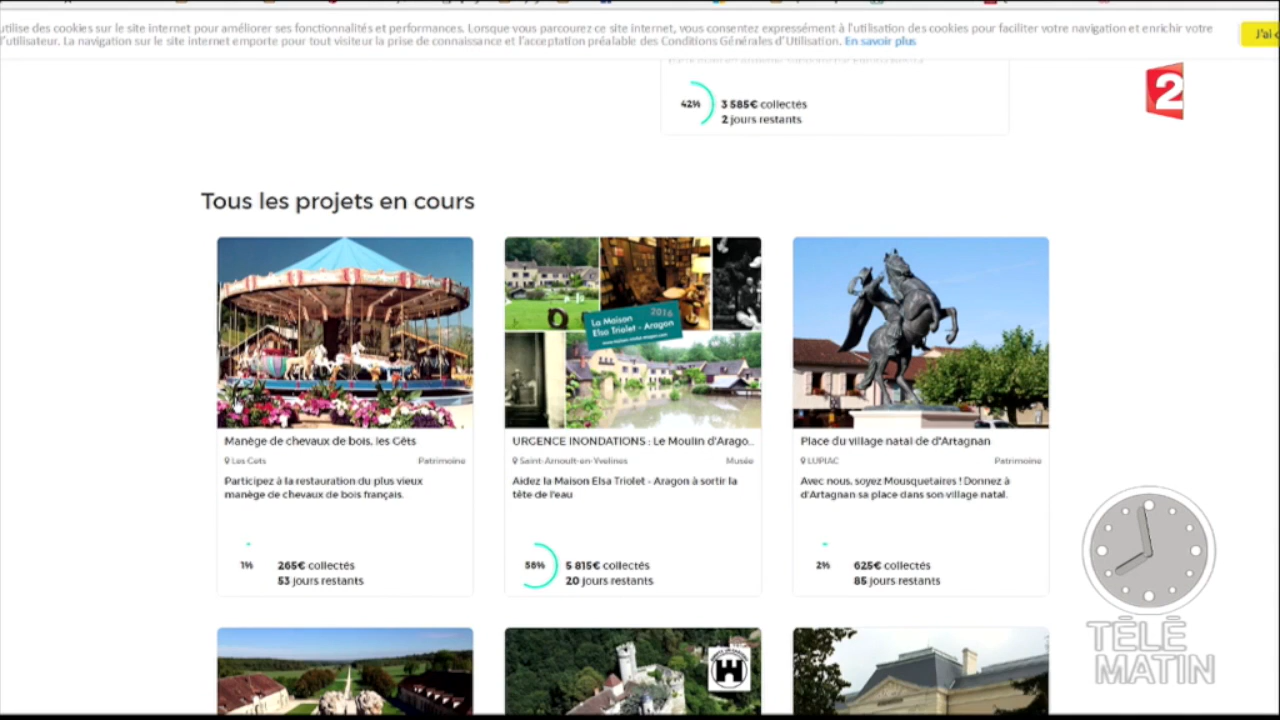 utilise des cookies sur le site internet pour améliorer ses fonctionnalités et performances. Lorsque vous parcourez ce site internet, vous consentez expressément à l'utilisation des cookies pour faciliter votre navigation et enrichir votre
l'utilisateur. La navigation sur le site internet emporte pour tout visiteur la prise de connaissance et l'acceptation préalable des Conditions Générales d'Utilisation. En savoir plus
J'ai
2
42%
3 585€ collectés
2 jours restants
Tous les projets en cours
2016
La Maison
Elsa Triolet - Aragon
www.maison-triolet-aragon.com
Manège de chevaux de bois, les Gêts
Les Gets
Patrimoine
Participez à la restauration du plus vieux
manège de chevaux de bois français.
1%
265€ collectés
53 jours restants
URGENCE INONDATIONS : Le Moulin d'Arago..
Saint-Arnoult-en-Yvelines
Musée
Aidez la Maison Elsa Triolet - Aragon à sortir la
tête de l'eau
58%
5 815€ collectés
20 jours restants
Place du village natal de d'Artagnan
LUPIAC
Patrimoine
Avec nous, soyez Mousquetaires ! Donnez à
d'Artagnan sa place dans son village natal.
2%
625€ collectés
85 jours restants
TÉLÉ
MATIN